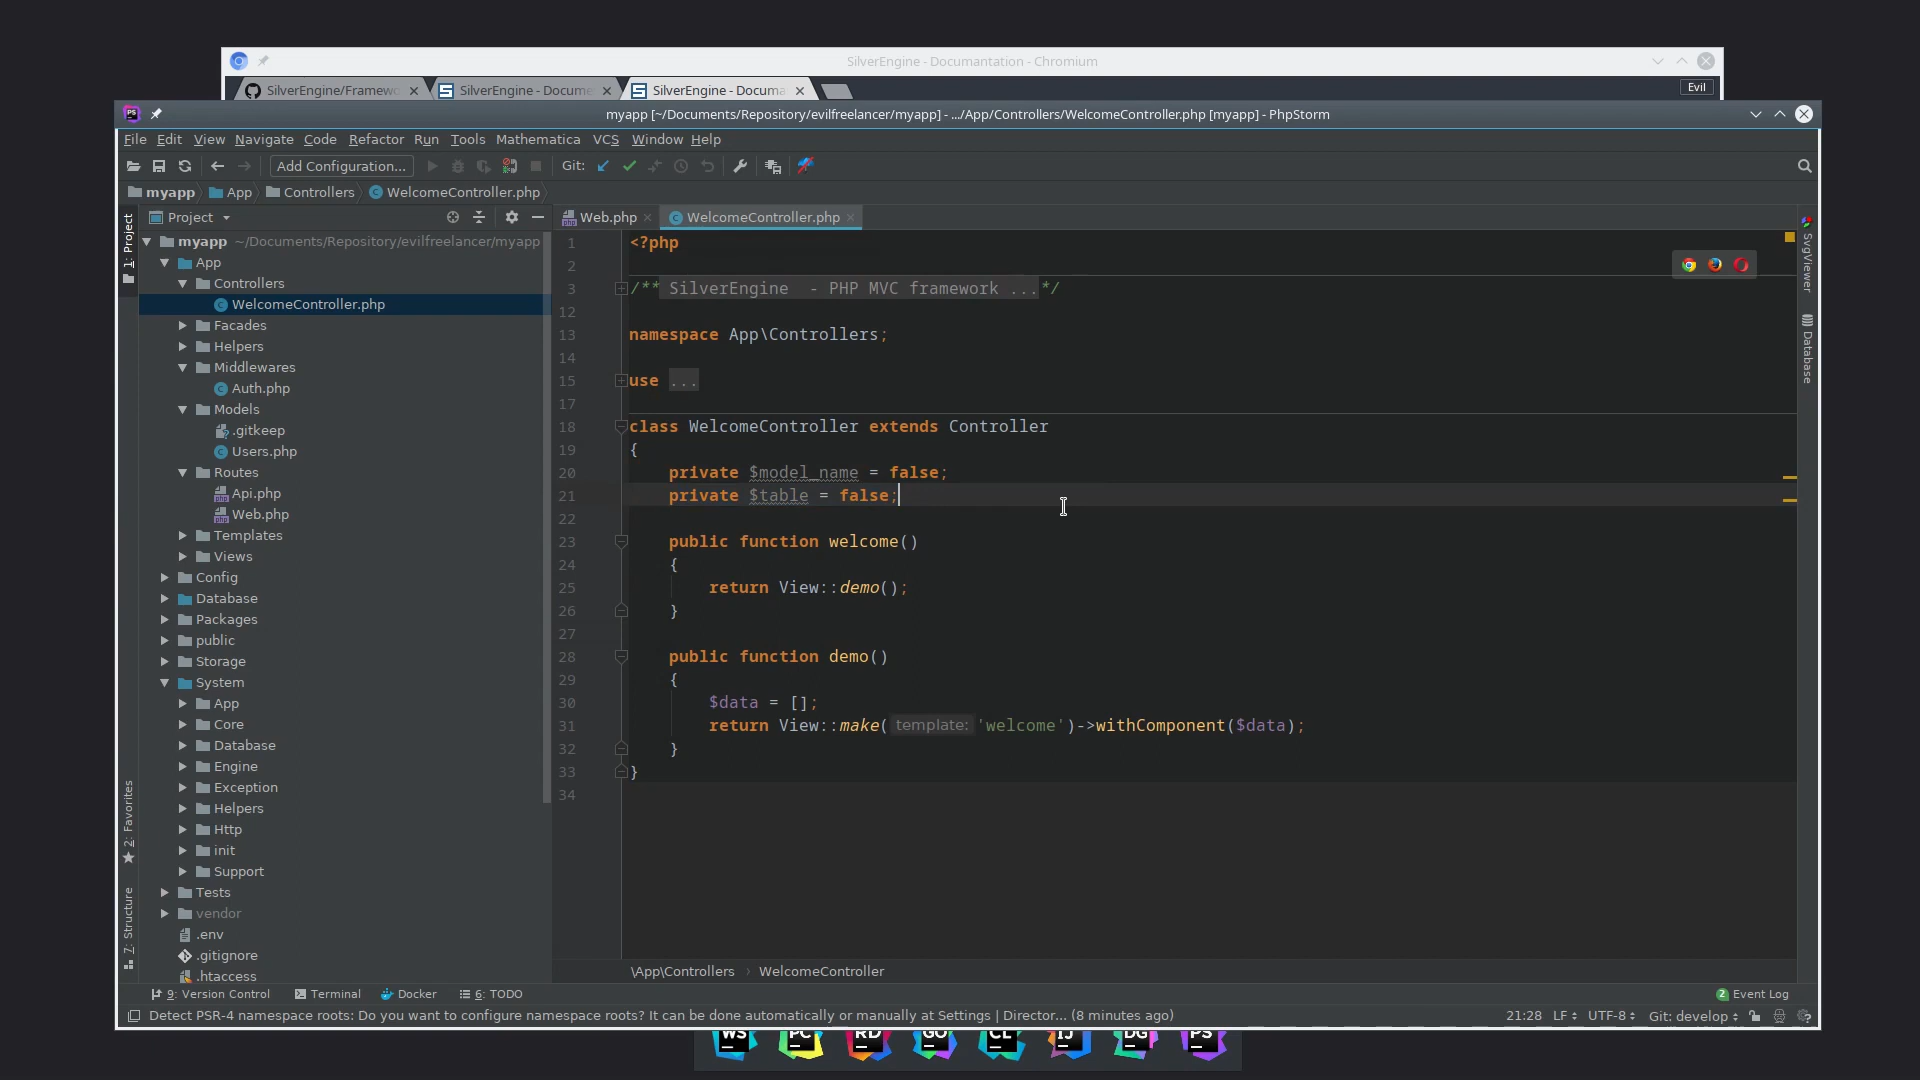 SilverEngine - Documantation - Chromium
SilverEngine/Framew
SilverEngine - Docume
SilverEngine - Documa
Evil
PS
myapp [~/Documents/Repository/evilfreelancer/myapp] - .../App/Controllers/WelcomeController.php [myapp] - PhpStorm
File Edit View Navigate Code Refactor Run Tools Mathematica VCS Window Help
Add Configuration... Git:
myapp App Controllers WelcomeController.php
Project
Web.php
WelcomeController.php
1: Project
2: Favorites
7: Structure
myapp ~/Documents/Repository/evilfreelancer/myapp
App
Controllers
WelcomeController.php
Facades
Helpers
Middlewares
Auth.php
Models
.gitkeep
Users.php
Routes
Api.php
Web.php
Templates
Views
Config
Database
Packages
public
Storage
System
App
Core
Database
Engine
Exception
Helpers
Http
init
Support
Tests
vendor
.env
.gitignore
.htaccess
1 <?php
2
3 /** SilverEngine  - PHP MVC framework ...*/
12
13 namespace App\Controllers;
14
15 use ...
17
18 class WelcomeController extends Controller
19 {
20     private $model_name = false;
21     private $table = false;
22
23     public function welcome()
24     {
25         return View::demo();
26     }
27
28     public function demo()
29     {
30         $data = [];
31         return View::make( template: 'welcome')->withComponent($data);
32     }
33 }
34
SvgViewer
Database
\App\Controllers › WelcomeController
9: Version Control Terminal Docker 6: TODO
2 Event Log
Detect PSR-4 namespace roots: Do you want to configure namespace roots? It can be done automatically or manually at Settings | Director... (8 minutes ago)
21:28 LF UTF-8 Git: develop
WS PC RD GO CL IJ DG PS